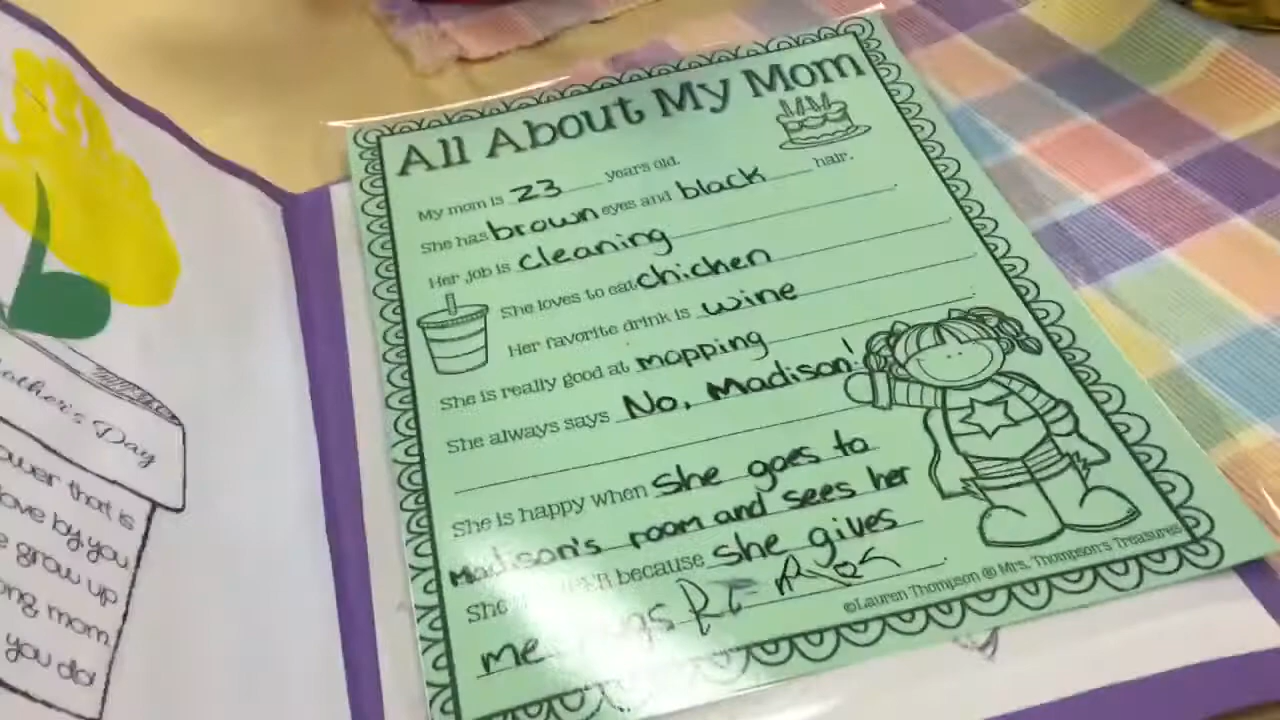 All About My Mom
My mom is 23 years old.
She has brown eyes and black hair.
Her job is cleaning
She loves to eat chicken
Her favorite drink is wine
She is really good at mopping
She always says No, Madison!
She is happy when she goes to
Madison's room and sees her
She because she gives
me
©Lauren Thompson @ Mrs. Thompson's Treasures
other's Day
ower that is
love by you
e grow up
ong mom
you do!